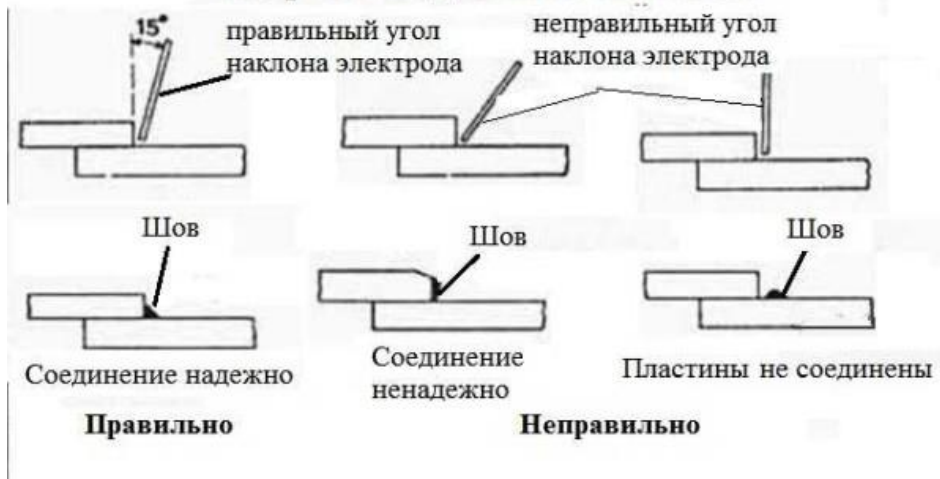 15°
правильный угол
наклона электрода
неправильный угол
наклона электрода
Шов
Шов
Шов
Соединение надежно
Соединение
ненадежно
Пластины не соединены
Правильно
Неправильно